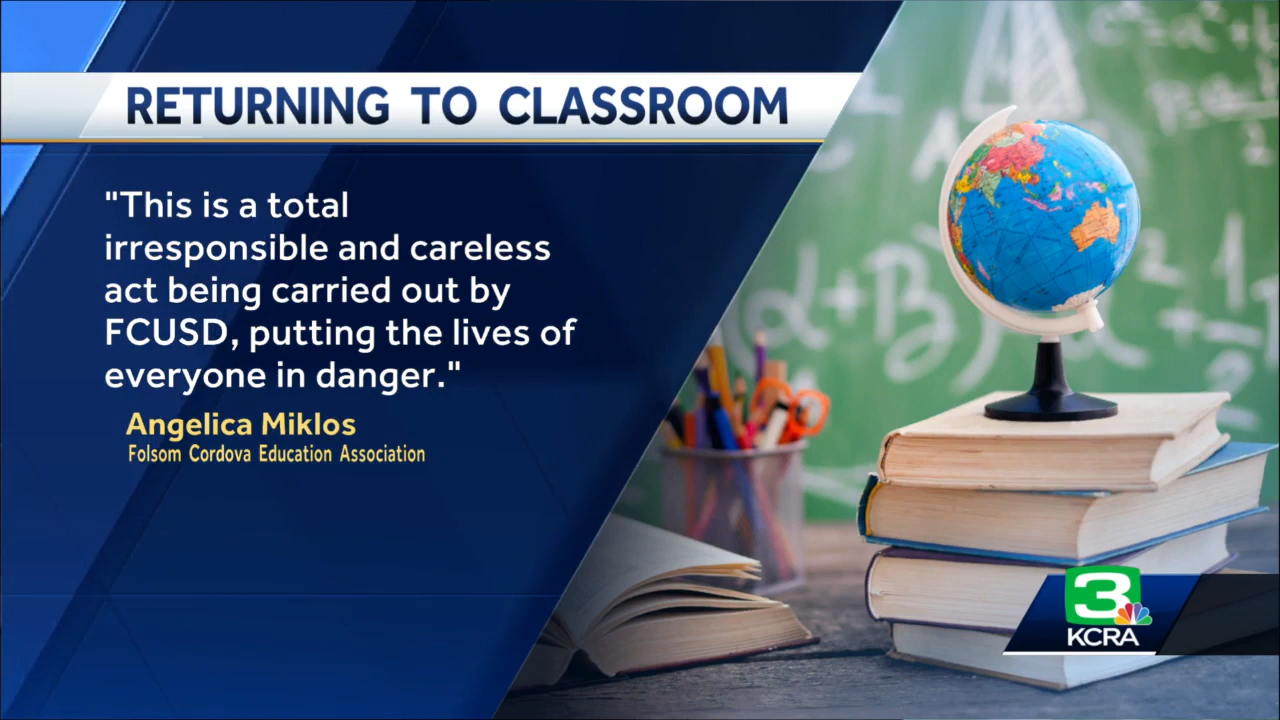 RETURNING TO CLASSROOM
"This is a total
irresponsible and careless
act being carried out by
FCUSD, putting the lives of
everyone in danger."
Angelica Miklos
Folsom Cordova Education Association
3
KCRA